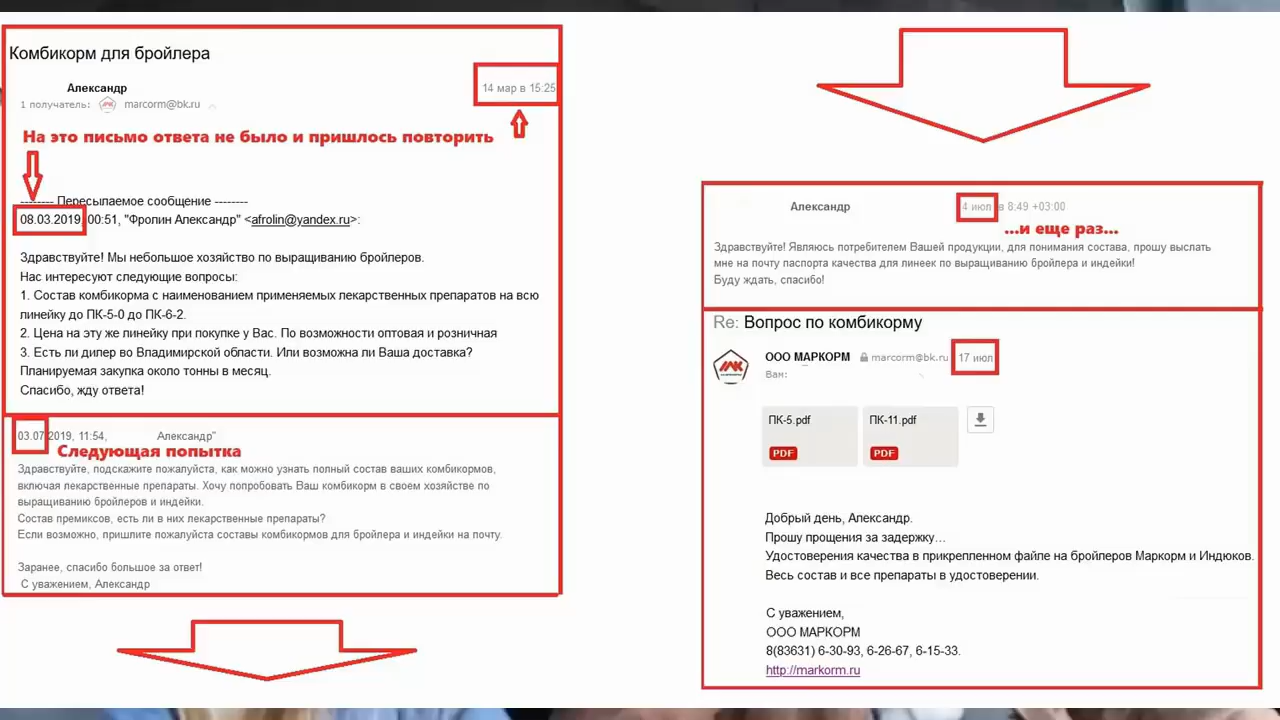 Комбикорм для бройлера
Александр
14 мар в 15:25
1 получатель: marcorm@bk.ru
На это письмо ответа не было и пришлось повторить
-------- Пересылаемое сообщение --------
08.03.2019, 00:51, "Фролин Александр" <afrolin@yandex.ru>:
Здравствуйте! Мы небольшое хозяйство по выращиванию бройлеров.
Нас интересуют следующие вопросы:
1. Состав комбикорма с наименованием применяемых лекарственных препаратов на всю
линейку до ПК-5-0 до ПК-6-2.
2. Цена на эту же линейку при покупке у Вас. По возможности оптовая и розничная
3. Есть ли дилер во Владимирской области. Или возможна ли Ваша доставка?
Планируемая закупка около тонны в месяц.
Спасибо, жду ответа!
03.07.2019, 11:54, Александр"
Следующая попытка
Здравствуйте, подскажите пожалуйста, как можно узнать полный состав ваших комбикормов,
включая лекарственные препараты. Хочу попробовать Ваш комбикорм в своем хозяйстве по
выращиванию бройлеров и индейки.
Состав премиксов, есть ли в них лекарственные препараты?
Если возможно, пришлите пожалуйста составы комбикормов для бройлера и индейки на почту.
Заранее, спасибо большое за ответ!
С уважением, Александр
Александр
4 июл в 8:49 +03:00
...и еще раз...
Здравствуйте! Являюсь потребителем Вашей продукции, для понимания состава, прошу выслать
мне на почту паспорта качества для линеек по выращиванию бройлера и индейки!
Буду ждать, спасибо!
Re: Вопрос по комбикорму
ООО МАРКОРМ marcorm@bk.ru 17 июл
Вам:
ПК-5.pdf
ПК-11.pdf
PDF
PDF
Добрый день, Александр.
Прошу прощения за задержку...
Удостоверения качества в прикрепленном файле на бройлеров Маркорм и Индюков.
Весь состав и все препараты в удостоверении.
С уважением,
ООО МАРКОРМ
8(83631) 6-30-93, 6-26-67, 6-15-33.
http://markorm.ru